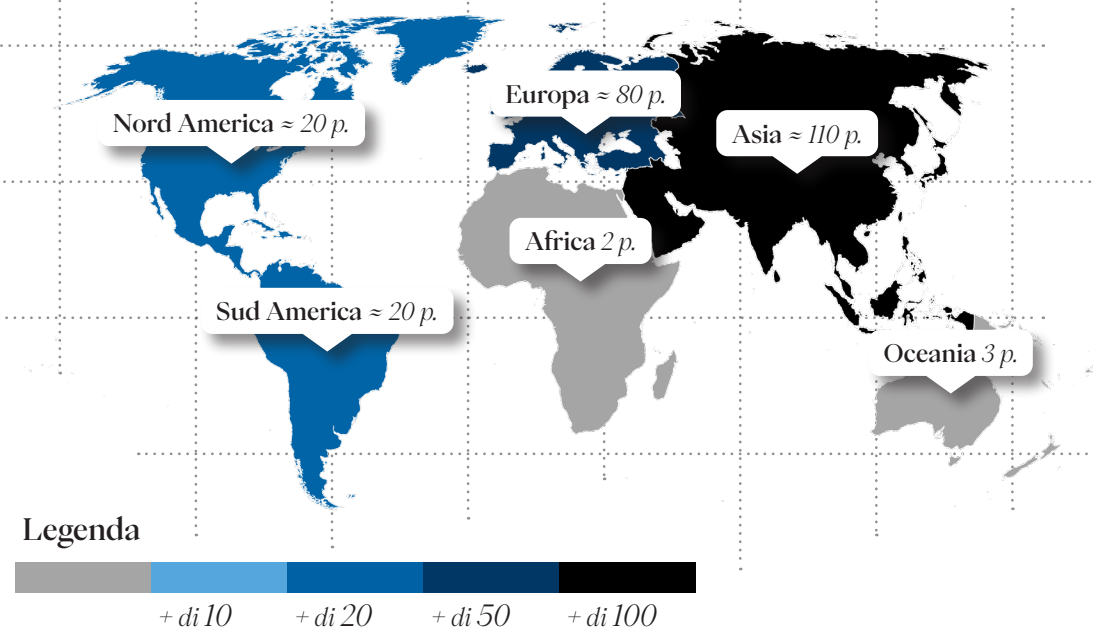 Europa ≈ 80 p.
Nord America ≈ 20 p.
Asia ≈ 110 p.
Africa 2 p.
Sud America ≈ 20 p.
Oceania 3 p.
Legenda
+ di 10
+ di 20
+ di 50
+ di 100